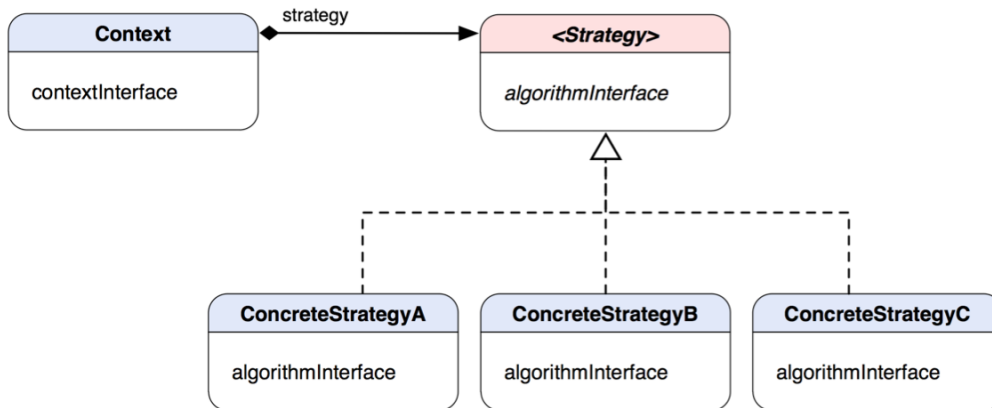 strategy
Context
<Strategy>
contextInterface
algorithmInterface
ConcreteStrategyA
ConcreteStrategyB
ConcreteStrategyC
algorithmInterface
algorithmInterface
algorithmInterface